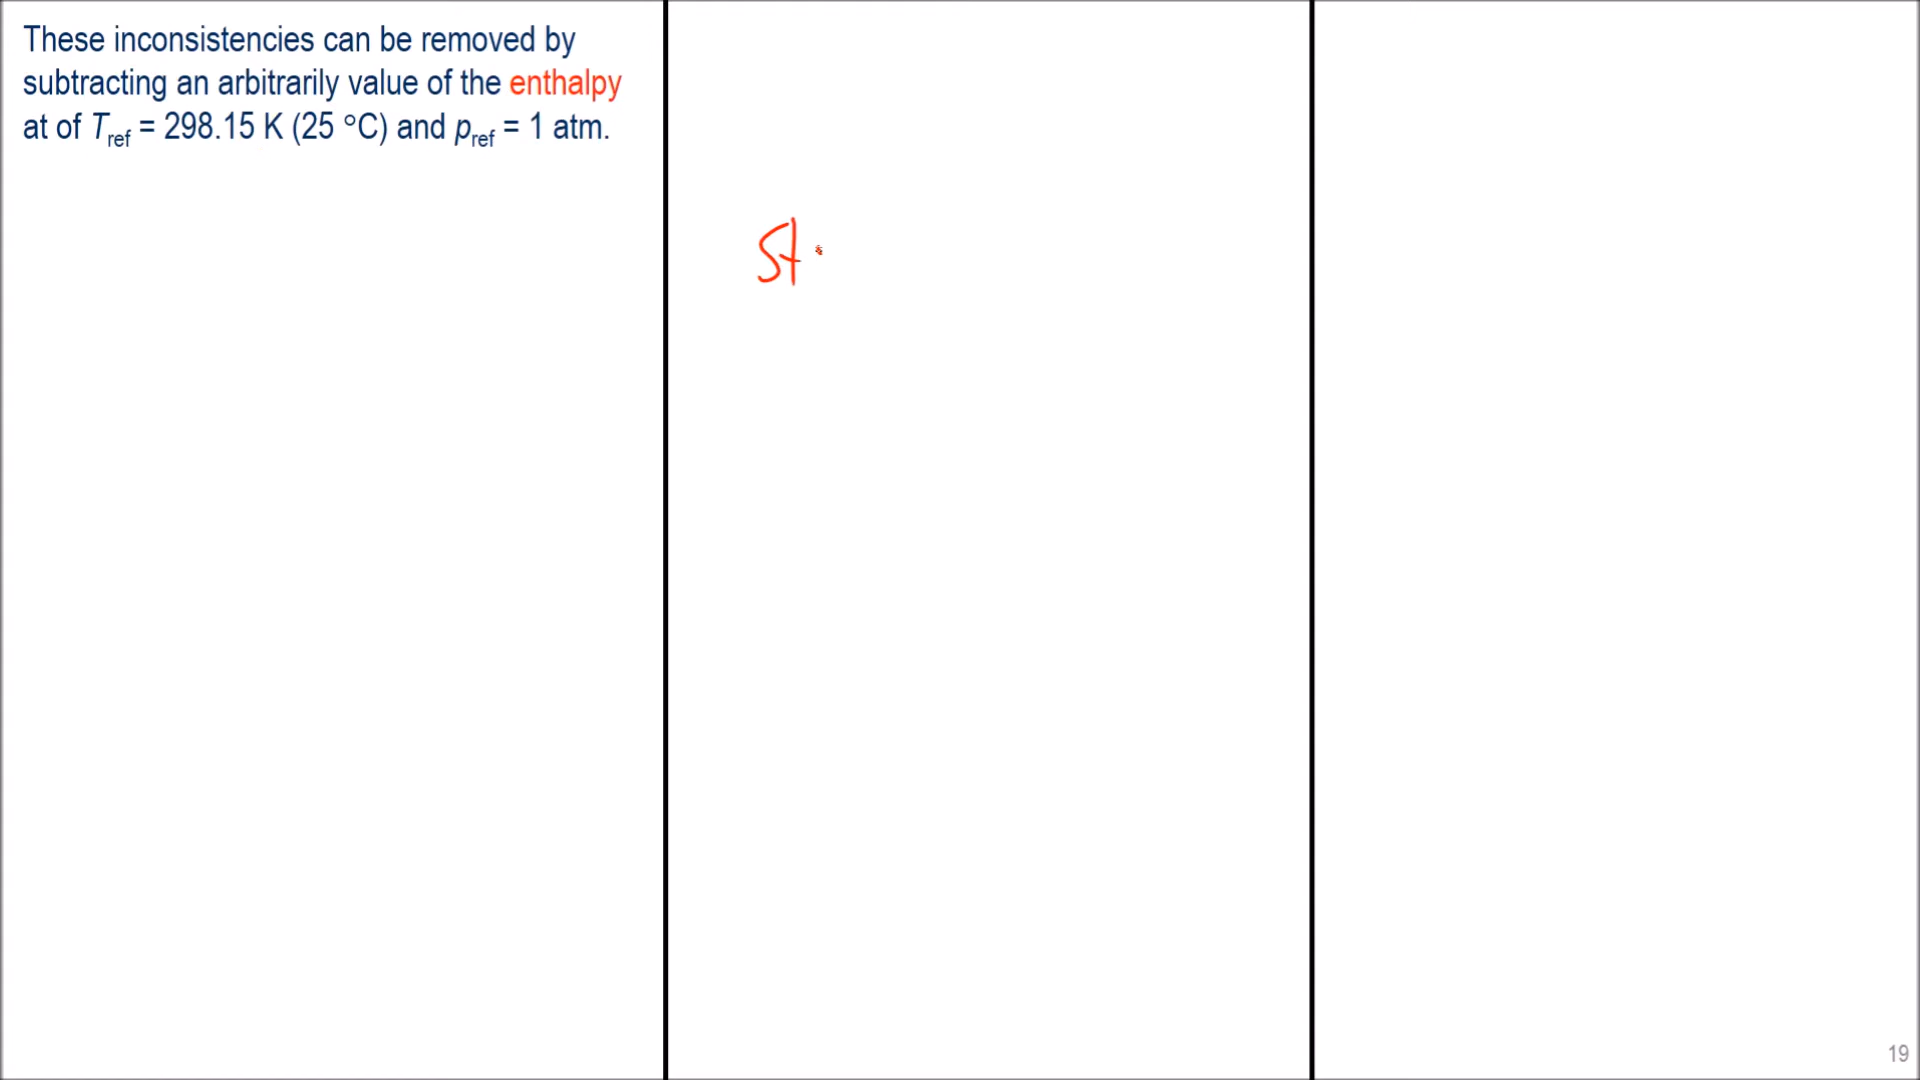 These inconsistencies can be removed by
subtracting an arbitrarily value of the enthalpy
at of Tref = 298.15 K (25 °C) and pref = 1 atm.
St
19